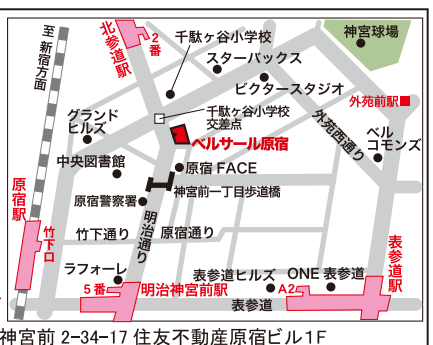 至 新宿方面
北参道駅
2番
千駄ヶ谷小学校
神宮球場
スターバックス
ビクタースタジオ
外苑前駅
グランド
ヒルズ
千駄ヶ谷小学校
交差点
外苑西通り
ベル
コモンズ
ベルサール原宿
中央図書館
原宿 FACE
神宮前一丁目歩道橋
原宿警察署
明治通り
原宿駅
竹下口
竹下通り
原宿通り
表参道駅
ラフォーレ
表参道ヒルズ
ONE 表参道
5番
明治神宮前駅
A2
表参道
神宮前 2-34-17 住友不動産原宿ビル1F